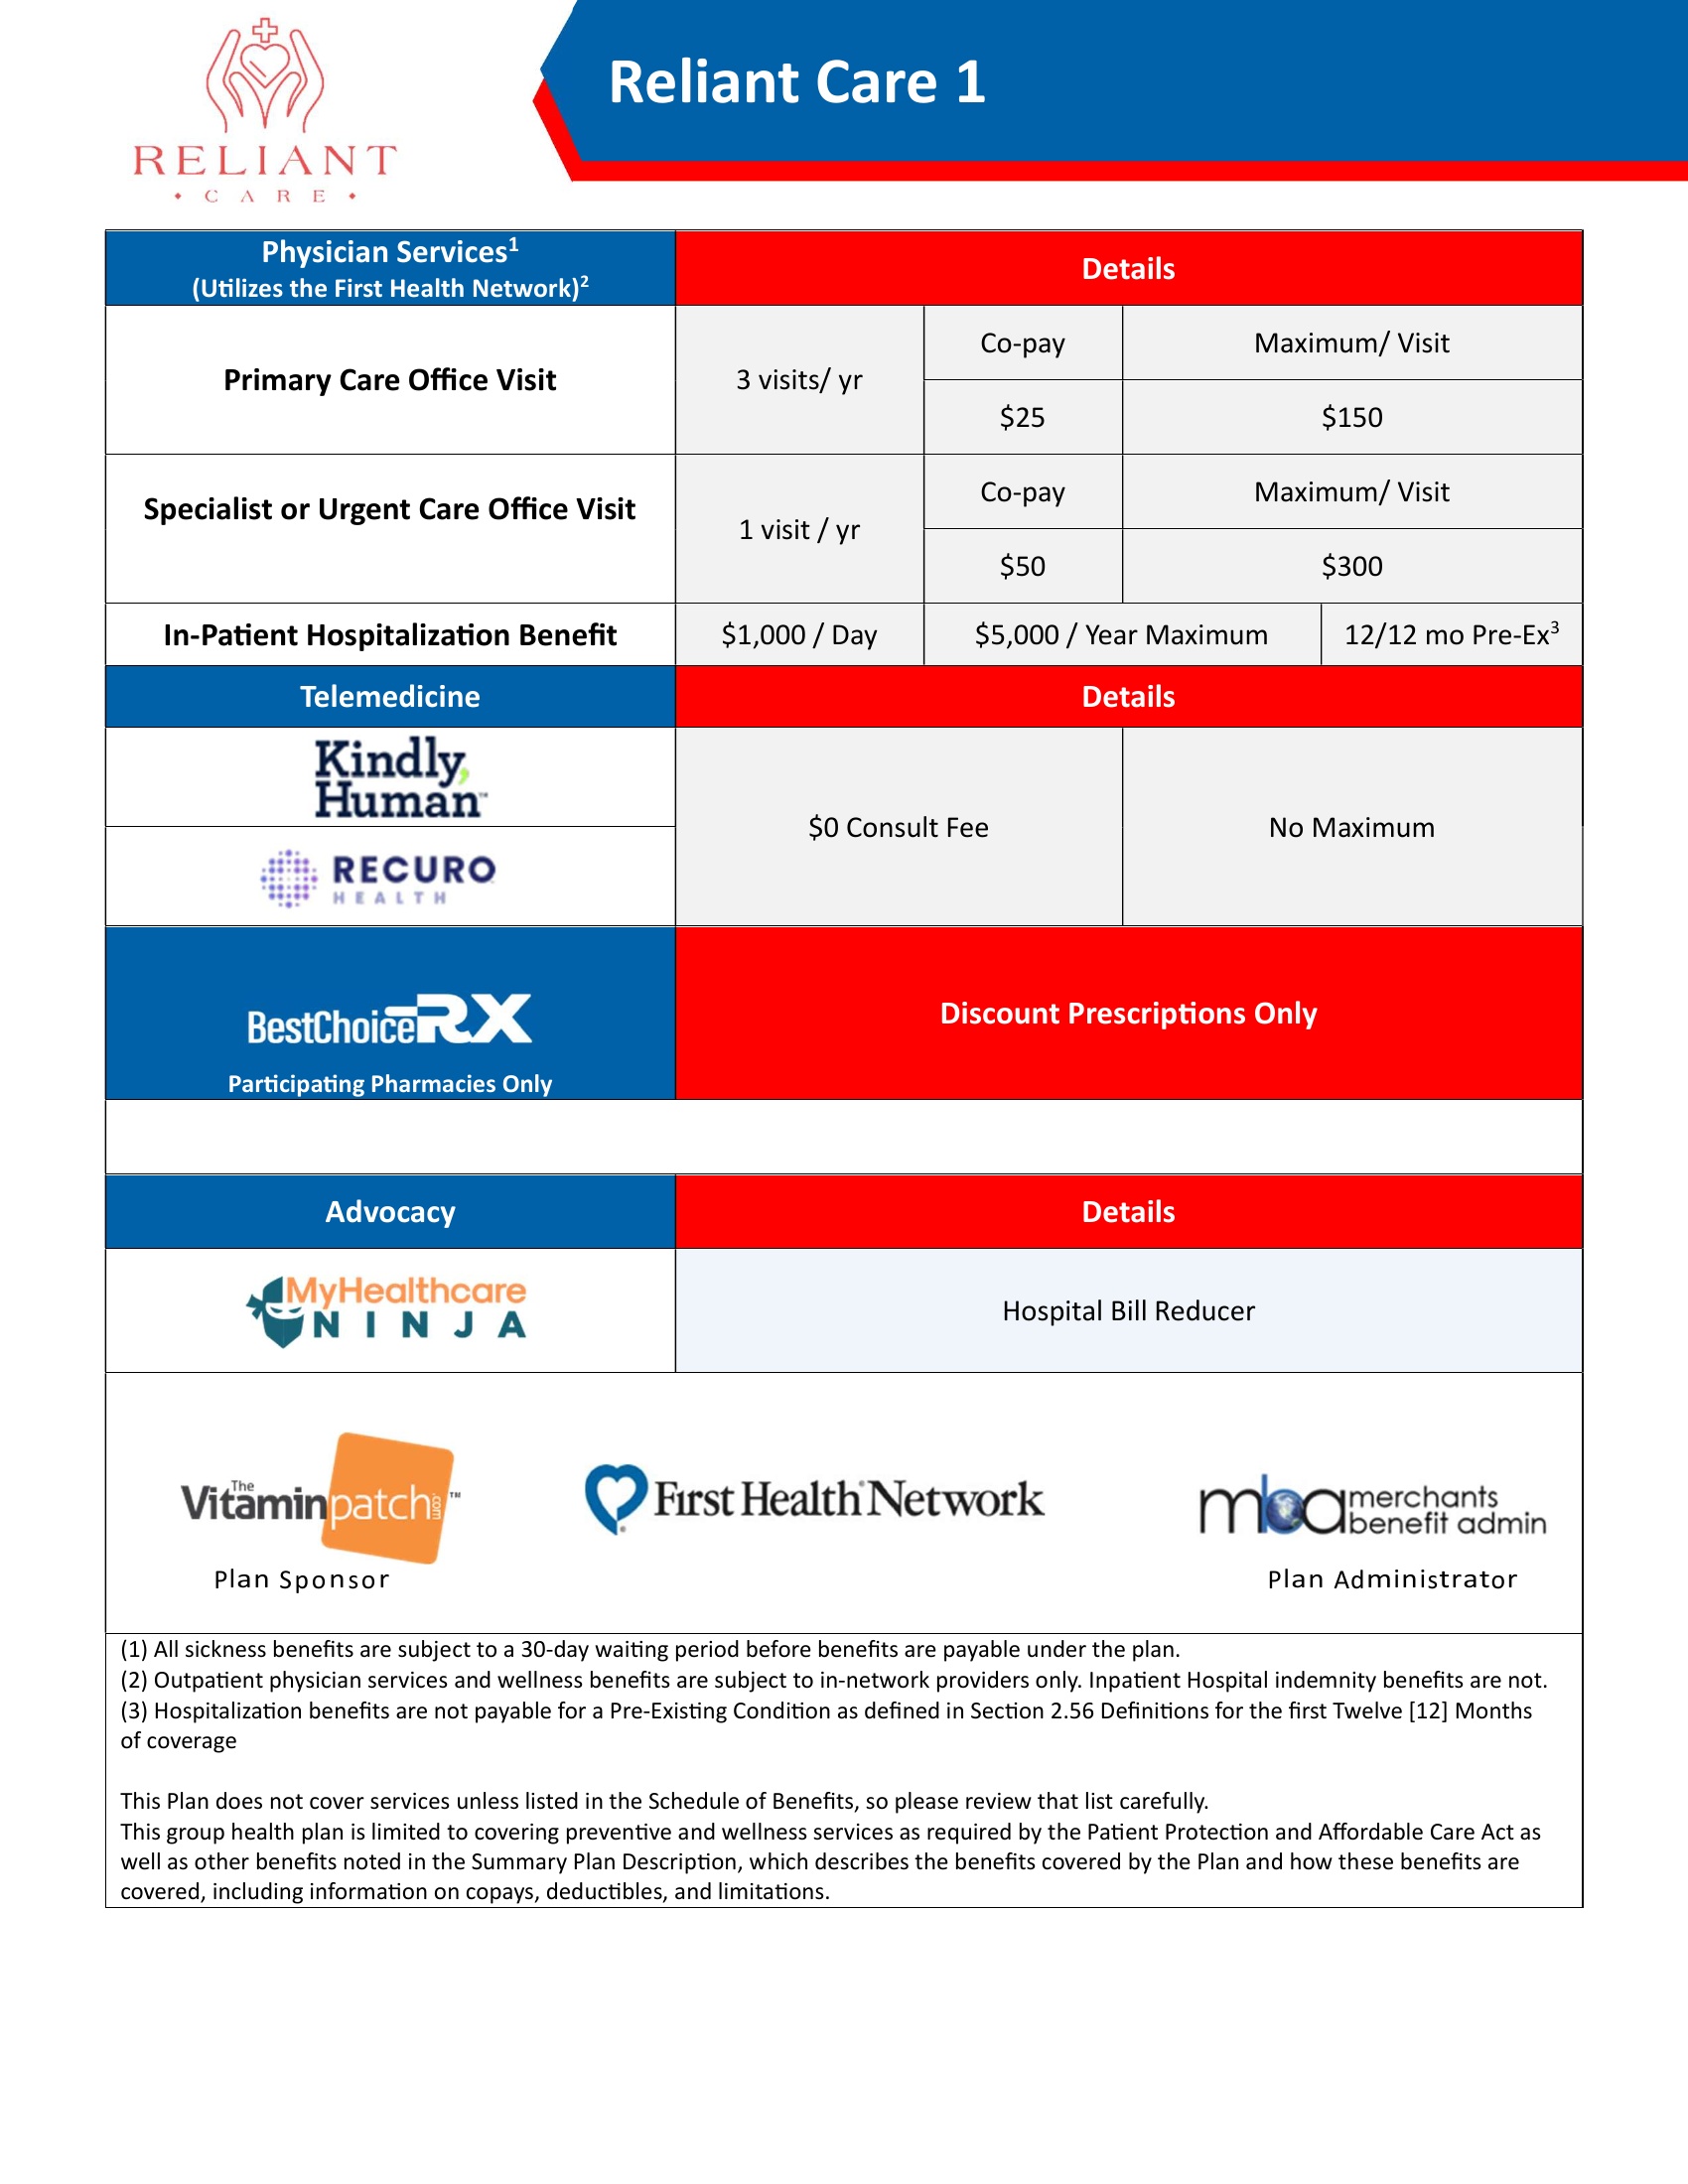 RELIANT
• CARE •
Reliant Care 1
Physician Services1
(Utilizes the First Health Network)2
Details
Primary Care Office Visit
3 visits/ yr
Co-pay
Maximum/ Visit
$25
$150
Specialist or Urgent Care Office Visit
1 visit / yr
Co-pay
Maximum/ Visit
$50
$300
In-Patient Hospitalization Benefit
$1,000 / Day
$5,000 / Year Maximum
12/12 mo Pre-Ex3
Telemedicine
Details
Kindly,
Human™
RECURO
HEALTH
$0 Consult Fee
No Maximum
BestChoiceRX
Participating Pharmacies Only
Discount Prescriptions Only
Advocacy
Details
MyHealthcare
NINJA
Hospital Bill Reducer
The
Vitaminpatch.com™
Plan Sponsor
First Health Network
mba merchants
benefit admin
Plan Administrator
(1) All sickness benefits are subject to a 30-day waiting period before benefits are payable under the plan.
(2) Outpatient physician services and wellness benefits are subject to in-network providers only. Inpatient Hospital indemnity benefits are not.
(3) Hospitalization benefits are not payable for a Pre-Existing Condition as defined in Section 2.56 Definitions for the first Twelve [12] Months
of coverage
This Plan does not cover services unless listed in the Schedule of Benefits, so please review that list carefully.
This group health plan is limited to covering preventive and wellness services as required by the Patient Protection and Affordable Care Act as
well as other benefits noted in the Summary Plan Description, which describes the benefits covered by the Plan and how these benefits are
covered, including information on copays, deductibles, and limitations.